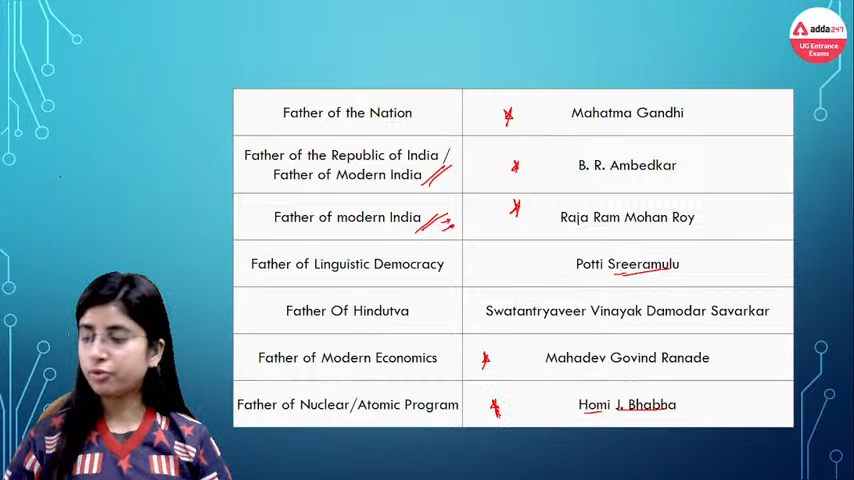 adda247
UG Entrance
Exams
Father of the Nation
Mahatma Gandhi
Father of the Republic of India /
Father of Modern India
B. R. Ambedkar
Father of modern India
Raja Ram Mohan Roy
Father of Linguistic Democracy
Potti Sreeramulu
Father Of Hindutva
Swatantryaveer Vinayak Damodar Savarkar
Father of Modern Economics
Mahadev Govind Ranade
Father of Nuclear/Atomic Program
Homi J. Bhabha